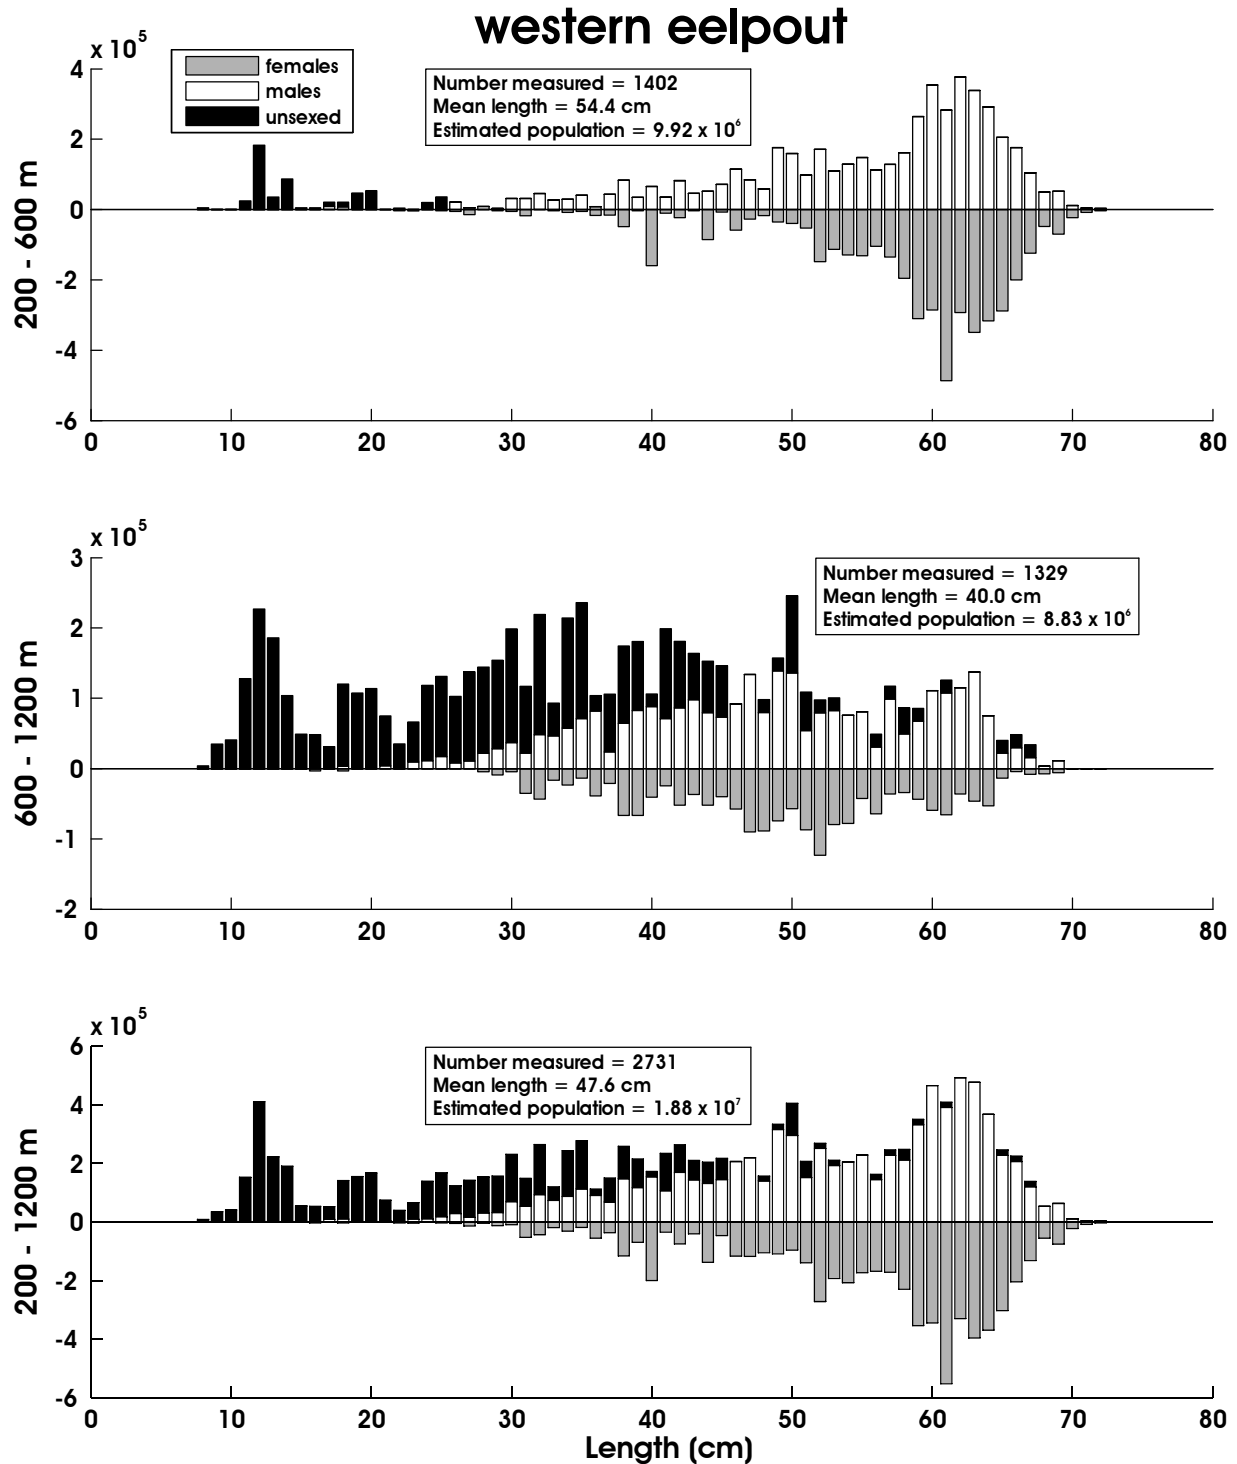 western eelpout
x 10^5
females
males
unsexed
Number measured = 1402
Mean length = 54.4 cm
Estimated population = 9.92 x 10^6
4
2
0
-2
-4
-6
200 - 600 m
0 10 20 30 40 50 60 70 80
x 10^5
Number measured = 1329
Mean length = 40.0 cm
Estimated population = 8.83 x 10^6
3
2
1
0
-1
-2
600 - 1200 m
0 10 20 30 40 50 60 70 80
x 10^5
Number measured = 2731
Mean length = 47.6 cm
Estimated population = 1.88 x 10^7
6
4
2
0
-2
-4
-6
200 - 1200 m
0 10 20 30 40 50 60 70 80
Length (cm)